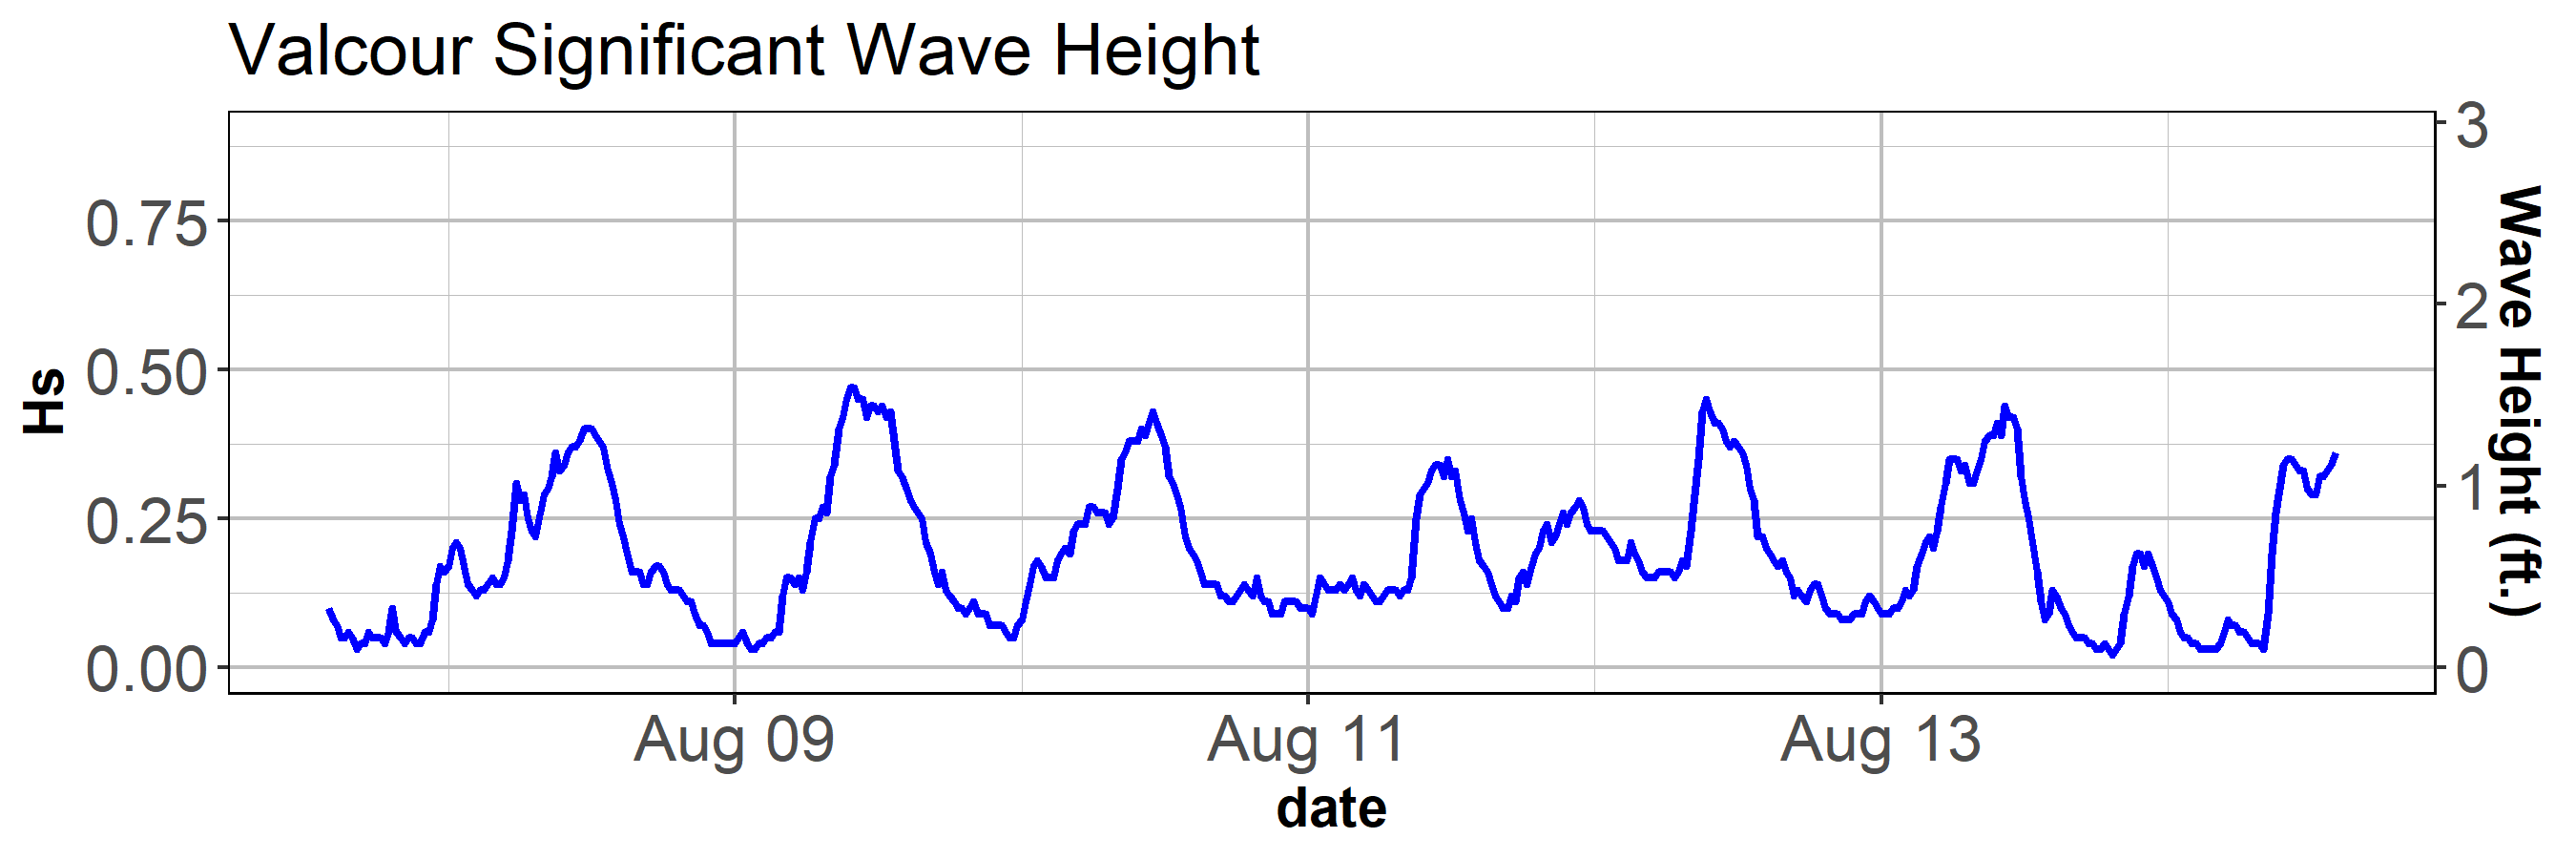 Valcour Significant Wave Height
0.75
0.50
0.25
0.00
Hs
3
2
1
0
Wave Height (ft.)
Aug 09
Aug 11
Aug 13
date